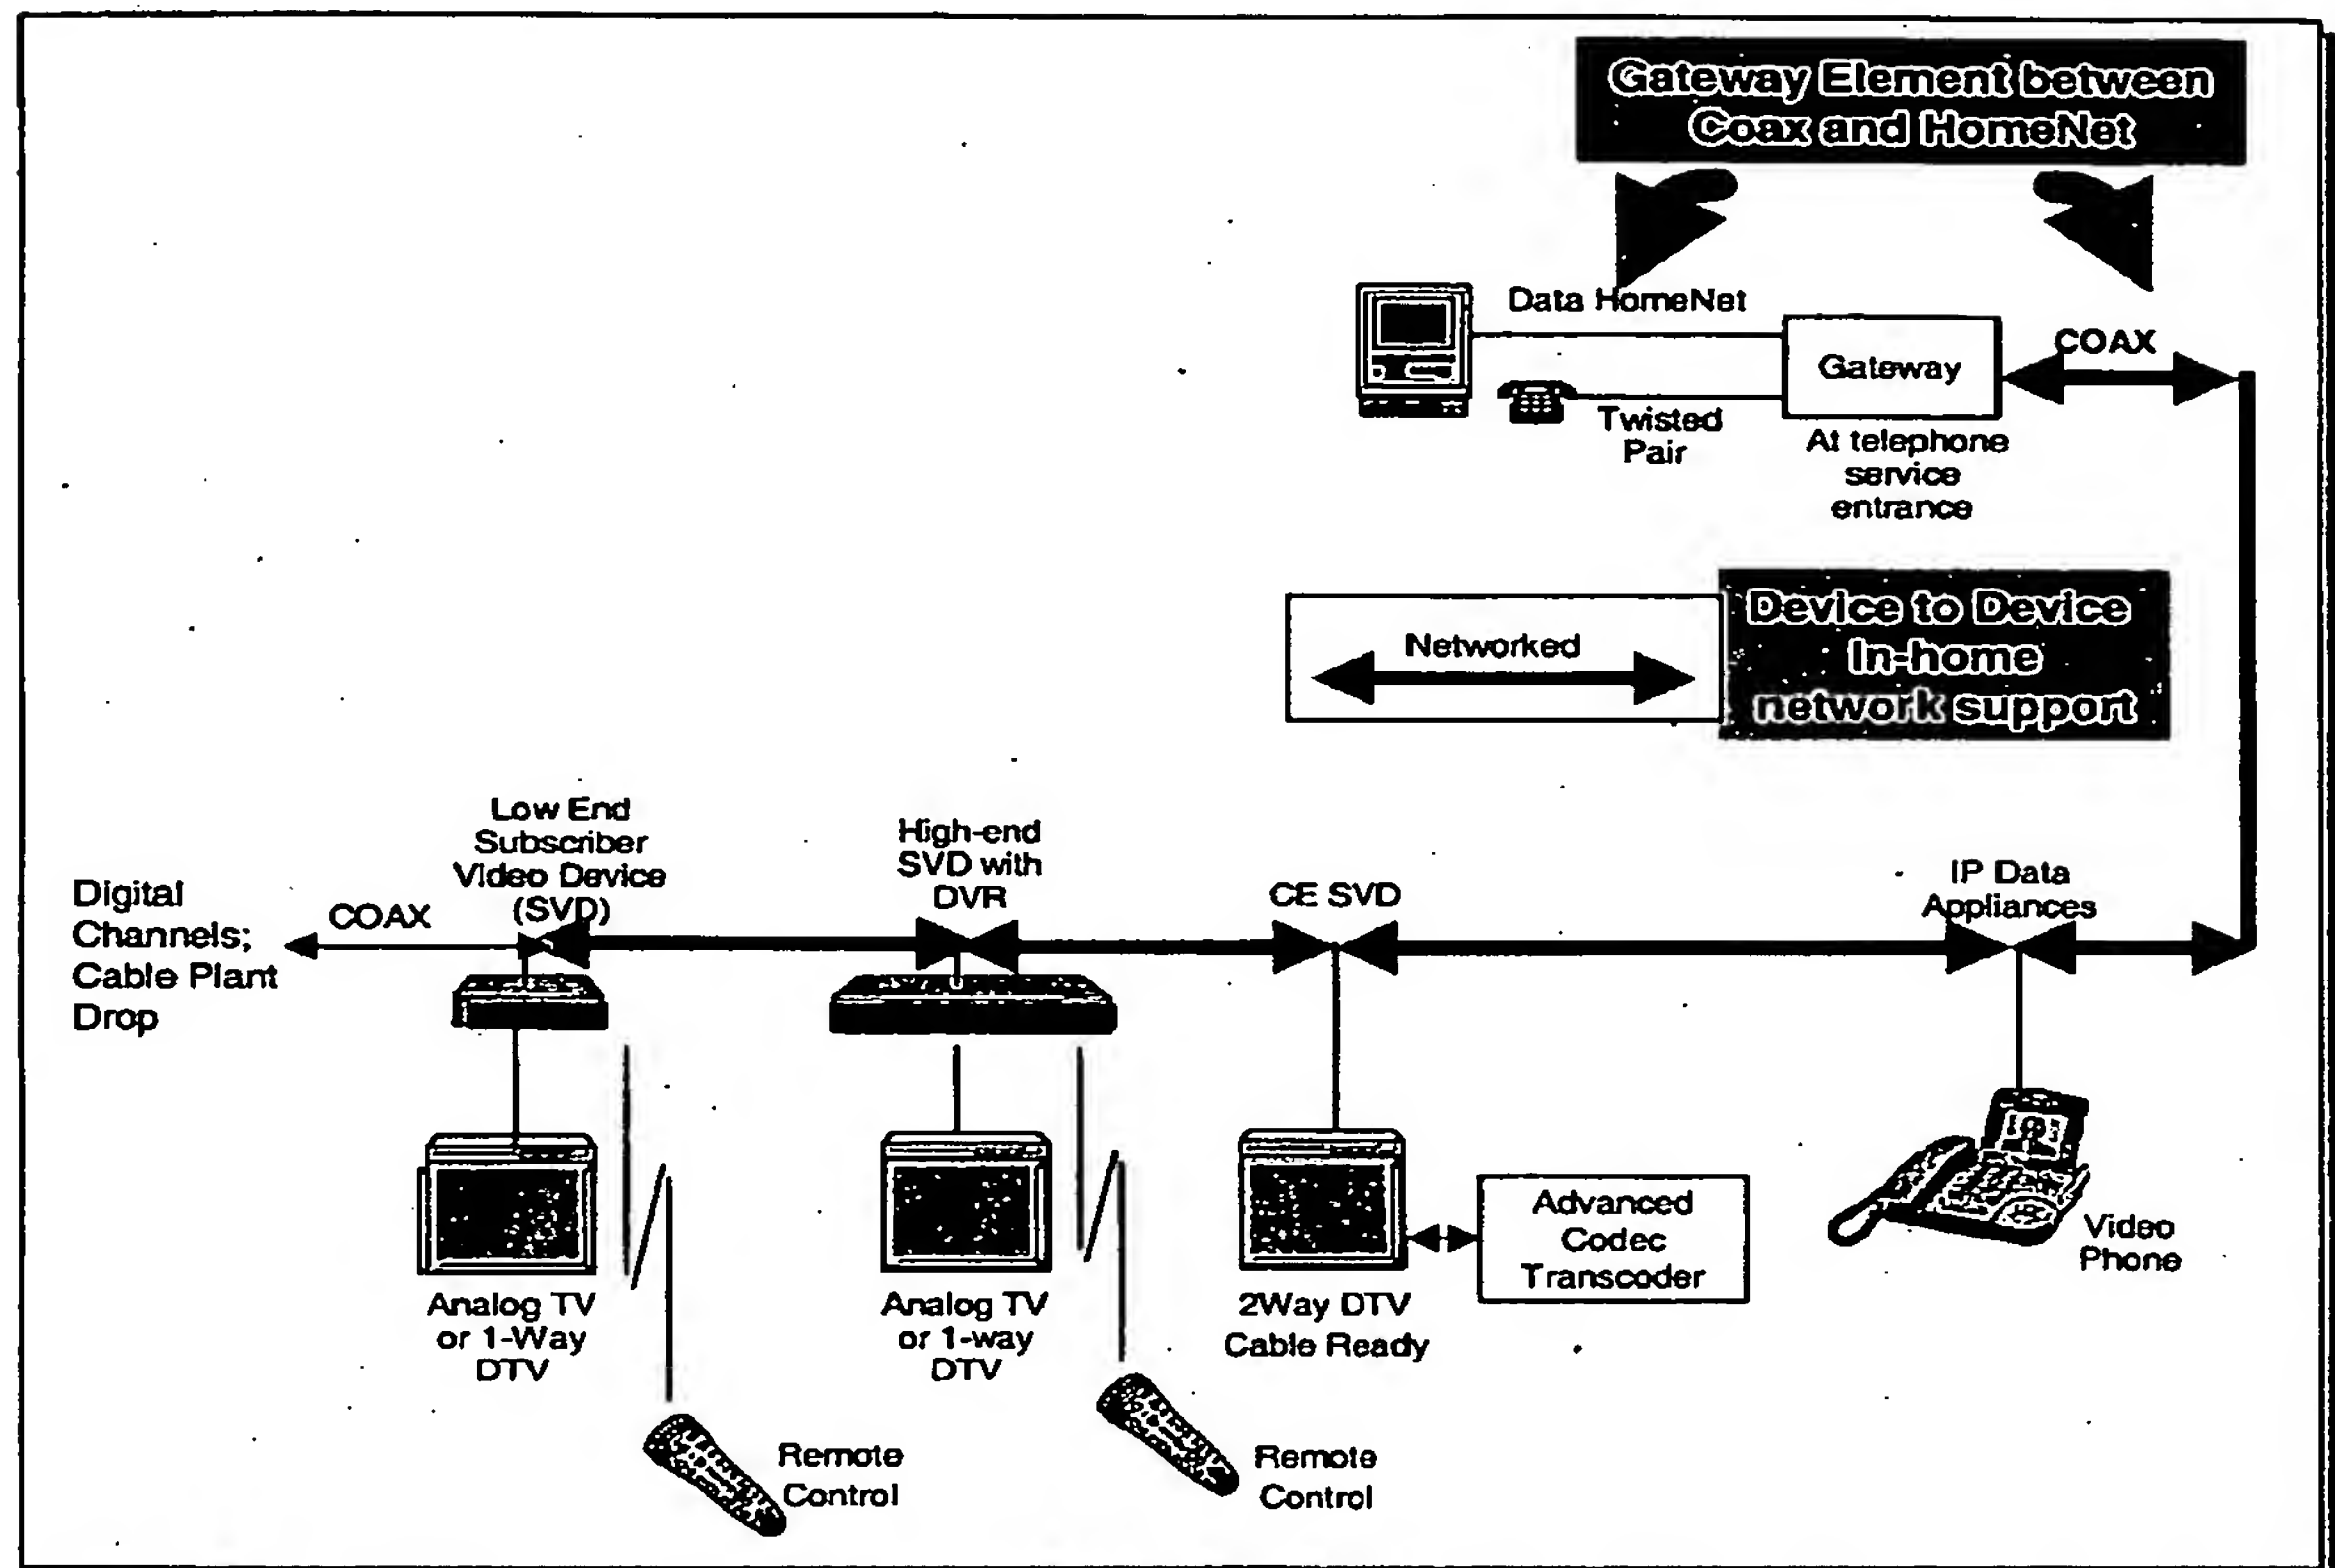 Gateway Element between
Coax and HomeNet
Data HomeNet
Gateway
COAX
Twisted
Pair
At telephone
service
entrance
Networked
Device to Device
In-home
network support
Low End
Subscriber
Video Device
(SVD)
High-end
SVD with
DVR
CE SVD
IP Data
Appliances
Digital
Channels;
Cable Plant
Drop
COAX
Analog TV
or 1-Way
DTV
Analog TV
or 1-way
DTV
2Way DTV
Cable Ready
Advanced
Codec
Transcoder
Video
Phone
Remote
Control
Remote
Control